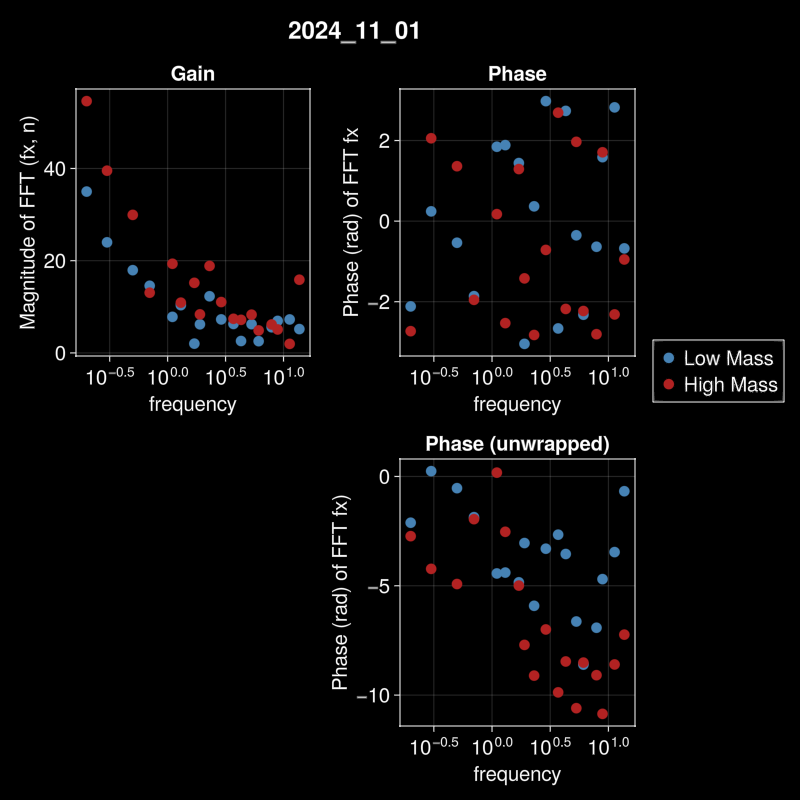 2024_11_01
Gain
Magnitude of FFT (fx, n)
40
20
0
10^−0.5 10^0.0 10^0.5 10^1.0
frequency
Phase
Phase (rad) of FFT fx
2
0
−2
10^−0.5 10^0.0 10^0.5 10^1.0
frequency
Low Mass
High Mass
Phase (unwrapped)
Phase (rad) of FFT fx)
0
−5
−10
10^−0.5 10^0.0 10^0.5 10^1.0
frequency